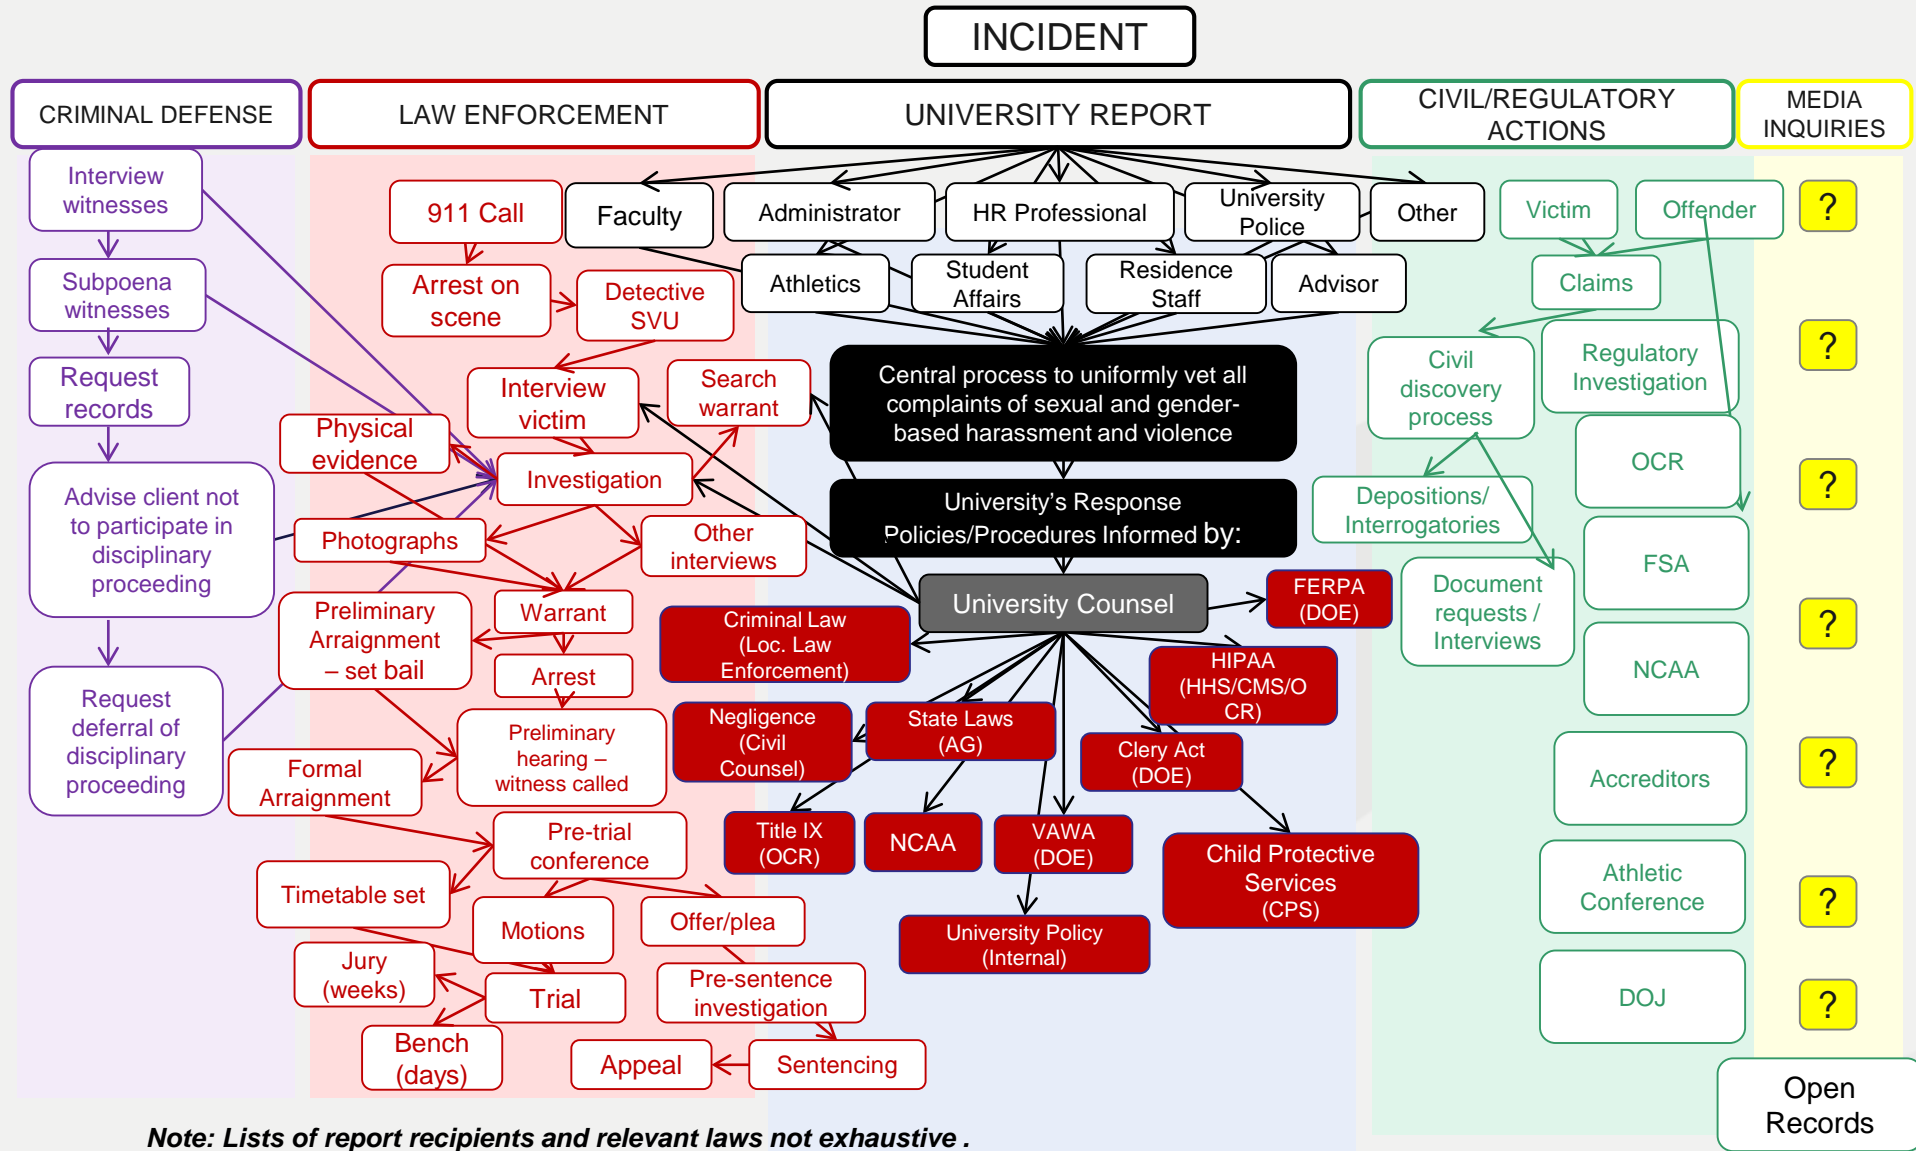 INCIDENT
CRIMINAL DEFENSE
LAW ENFORCEMENT
UNIVERSITY REPORT
CIVIL/REGULATORY
ACTIONS
MEDIA
INQUIRIES
Interview
witnesses
Subpoena
witnesses
Request
records
Advise client not
to participate in
disciplinary
proceeding
Request
deferral of
disciplinary
proceeding
911 Call
Arrest on
scene
Detective
SVU
Interview
victim
Search
warrant
Physical
evidence
Investigation
Photographs
Other
interviews
Warrant
Preliminary
Arraignment
– set bail
Arrest
Preliminary
hearing –
witness called
Formal
Arraignment
Pre-trial
conference
Timetable set
Motions
Offer/plea
Jury
(weeks)
Trial
Pre-sentence
investigation
Bench
(days)
Appeal
Sentencing
Faculty
Administrator
HR Professional
University
Police
Other
Athletics
Student
Affairs
Residence
Staff
Advisor
Central process to uniformly vet all
complaints of sexual and gender-
based harassment and violence
University’s Response
Policies/Procedures Informed by:
University Counsel
FERPA
(DOE)
Criminal Law
(Loc. Law
Enforcement)
HIPAA
(HHS/CMS/O
CR)
Negligence
(Civil
Counsel)
State Laws
(AG)
Clery Act
(DOE)
Title IX
(OCR)
NCAA
VAWA
(DOE)
Child Protective
Services
(CPS)
University Policy
(Internal)
Victim
Offender
Claims
Civil
discovery
process
Regulatory
Investigation
OCR
Depositions/
Interrogatories
FSA
Document
requests /
Interviews
NCAA
Accreditors
Athletic
Conference
DOJ
?
?
?
?
?
?
?
Open
Records
Note: Lists of report recipients and relevant laws not exhaustive .